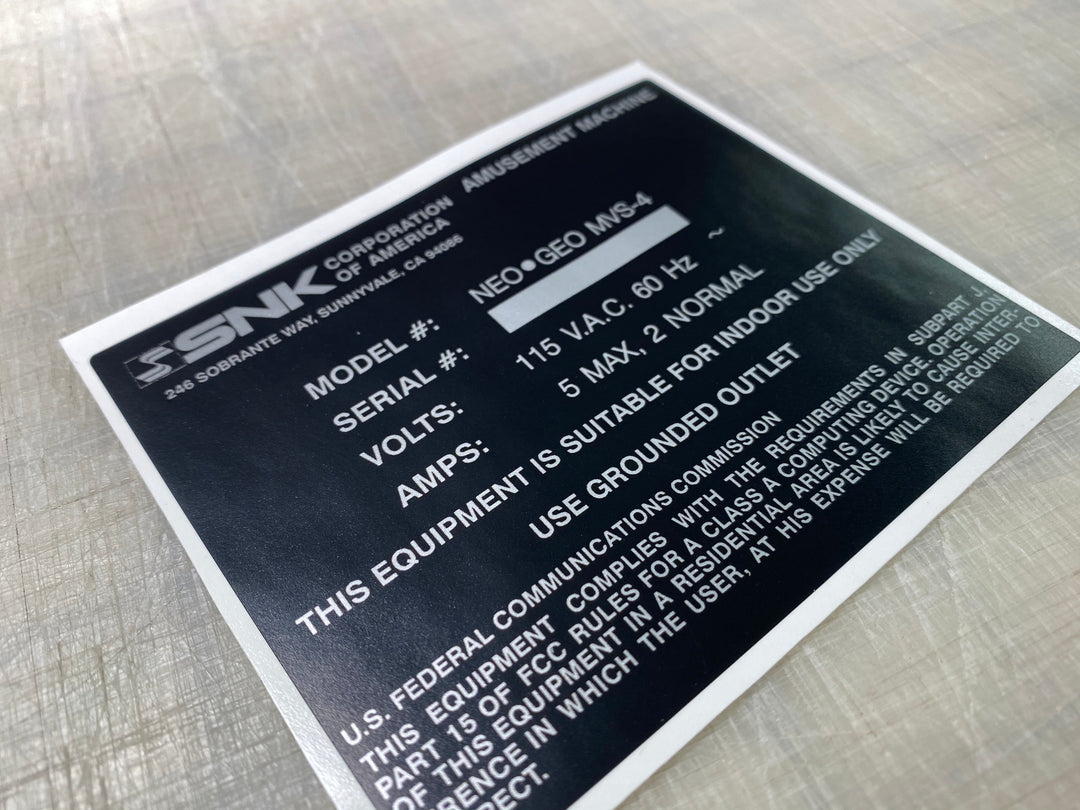 SNK CORPORATION OF AMERICA AMUSEMENT MACHINE
246 SOBRANTE WAY, SUNNYVALE, CA 94086
MODEL #: NEO•GEO MVS-4
SERIAL #:
VOLTS: 115 V.A.C. 60 Hz ~
AMPS: 5 MAX, 2 NORMAL
THIS EQUIPMENT IS SUITABLE FOR INDOOR USE ONLY
USE GROUNDED OUTLET
U.S. FEDERAL COMMUNICATIONS COMMISSION
THIS EQUIPMENT COMPLIES WITH THE REQUIREMENTS IN SUBPART J,
PART 15 OF FCC RULES FOR A CLASS A COMPUTING DEVICE, OPERATION
OF THIS EQUIPMENT IN A RESIDENTIAL AREA IS LIKELY TO CAUSE INTER-
RENCE IN WHICH THE USER, AT HIS EXPENSE WILL BE REQUIRED TO
RECT.